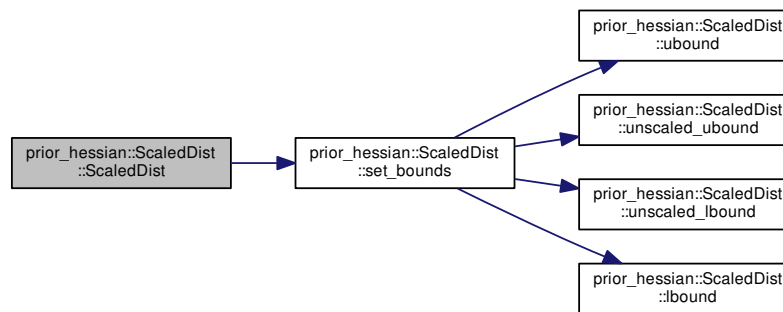 prior_hessian::ScaledDist
::ScaledDist
prior_hessian::ScaledDist
::set_bounds
prior_hessian::ScaledDist
::ubound
prior_hessian::ScaledDist
::unscaled_ubound
prior_hessian::ScaledDist
::unscaled_lbound
prior_hessian::ScaledDist
::lbound